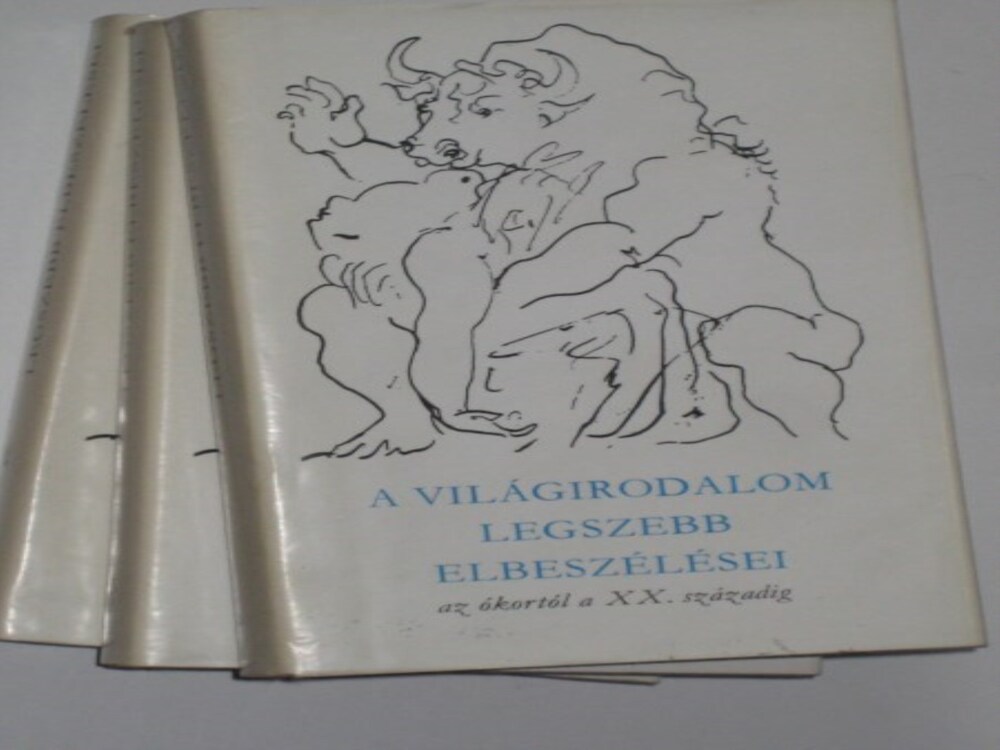 A VILÁGIRODALOM
LEGSZEBB
ELBESZÉLÉSEI
az ókortól a XX. századig